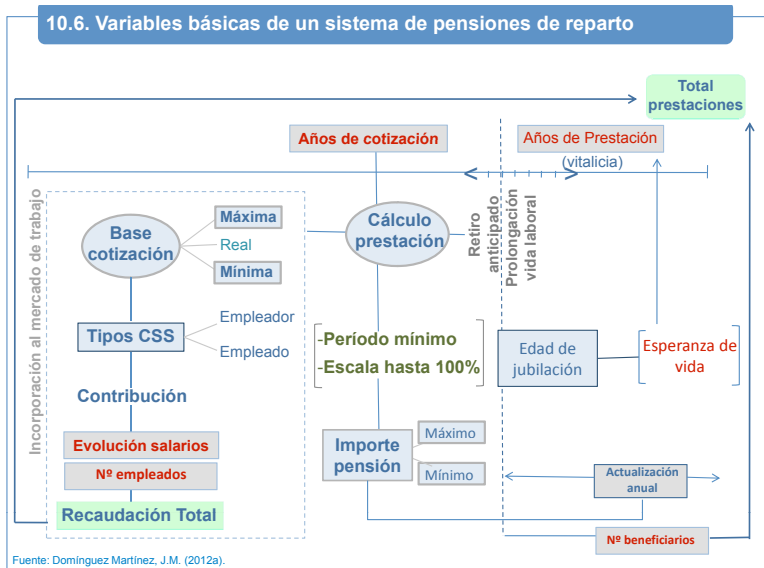 10.6. Variables básicas de un sistema de pensiones de reparto
Total
prestaciones
Años de cotización
Años de Prestación
(vitalicia)
Incorporación al mercado de trabajo
Base
cotización
Máxima
Real
Mínima
Cálculo
prestación
Retiro
anticipado
Prolongación
vida laboral
Tipos CSS
Empleador
Empleado
-Período mínimo
-Escala hasta 100%
Edad de
jubilación
Esperanza de
vida
Contribución
Evolución salarios
Nº empleados
Recaudación Total
Importe
pensión
Máximo
Mínimo
Actualización
anual
Nº beneficiarios
Fuente: Domínguez Martínez, J.M. (2012a).